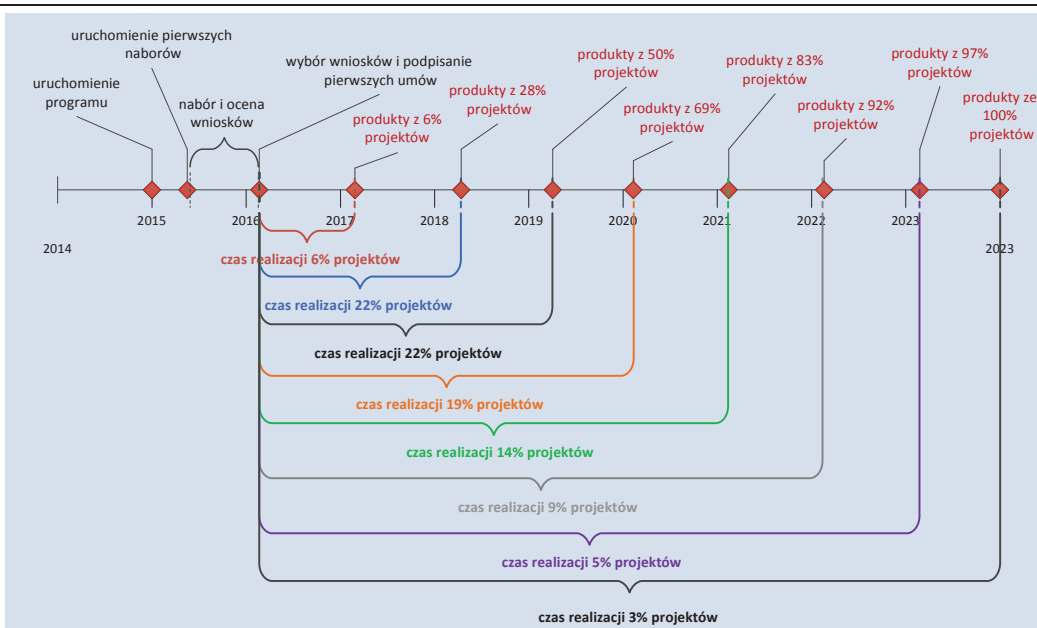 uruchomienie pierwszych
naborów
uruchomienie
programu
nabór i ocena
wniosków
wybór wniosków i podpisanie
pierwszych umów
produkty z 6%
projektów
produkty z 28%
projektów
produkty z 50%
projektów
produkty z 69%
projektów
produkty z 83%
projektów
produkty z 92%
projektów
produkty z 97%
projektów
produkty ze
100%
projektów
2014
2015
2016
2017
2018
2019
2020
2021
2022
2023
2023
czas realizacji 6% projektów
czas realizacji 22% projektów
czas realizacji 22% projektów
czas realizacji 19% projektów
czas realizacji 14% projektów
czas realizacji 9% projektów
czas realizacji 5% projektów
czas realizacji 3% projektów